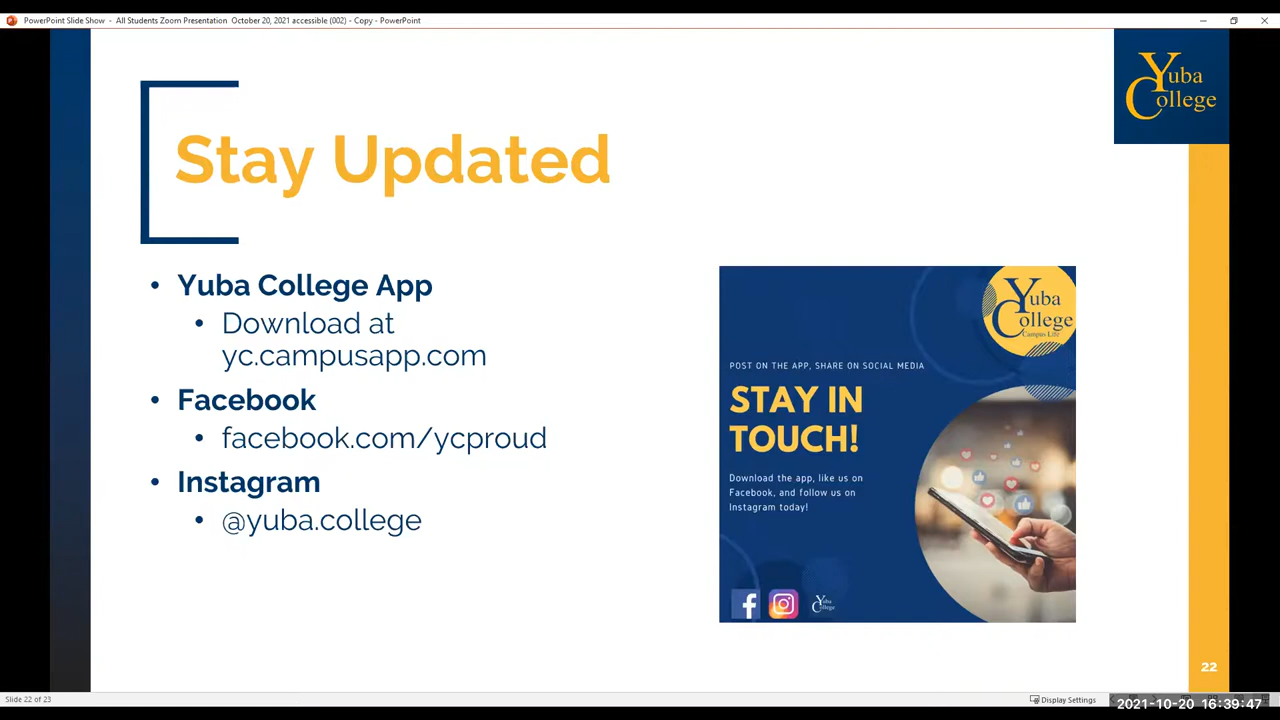 PowerPoint Slide Show - All Students Zoom Presentation October 20, 2021 accessible (002) - Copy - PowerPoint
Yuba
College
Stay Updated
• Yuba College App
• Download at
yc.campusapp.com
• Facebook
• facebook.com/ycproud
• Instagram
• @yuba.college
Yuba
College
Campus Life
POST ON THE APP, SHARE ON SOCIAL MEDIA
STAY IN
TOUCH!
Download the app, like us on
Facebook, and follow us on
Instagram today!
Yuba
College
22
Slide 22 of 23
Display Settings
2021-10-20 16:39:47